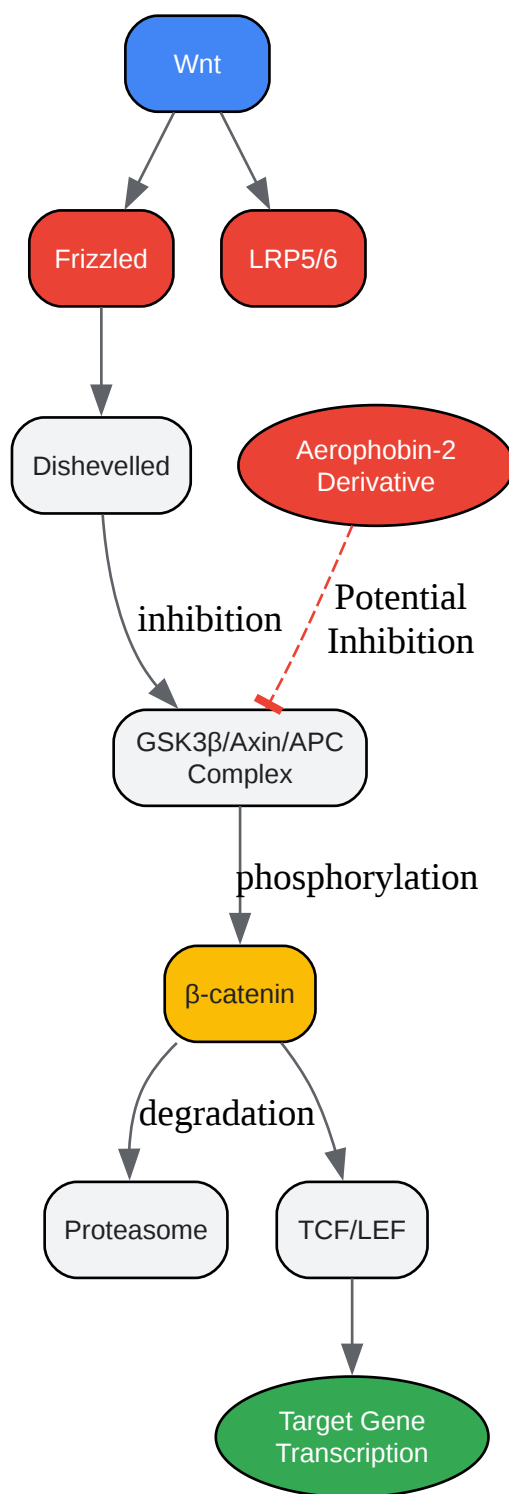 Wnt
Frizzled
LRP5/6
Dishevelled
Aerophobin-2
Derivative
inhibition
Potential
Inhibition
GSK3β/Axin/APC
Complex
phosphorylation
β-catenin
degradation
Proteasome
TCF/LEF
Target Gene
Transcription